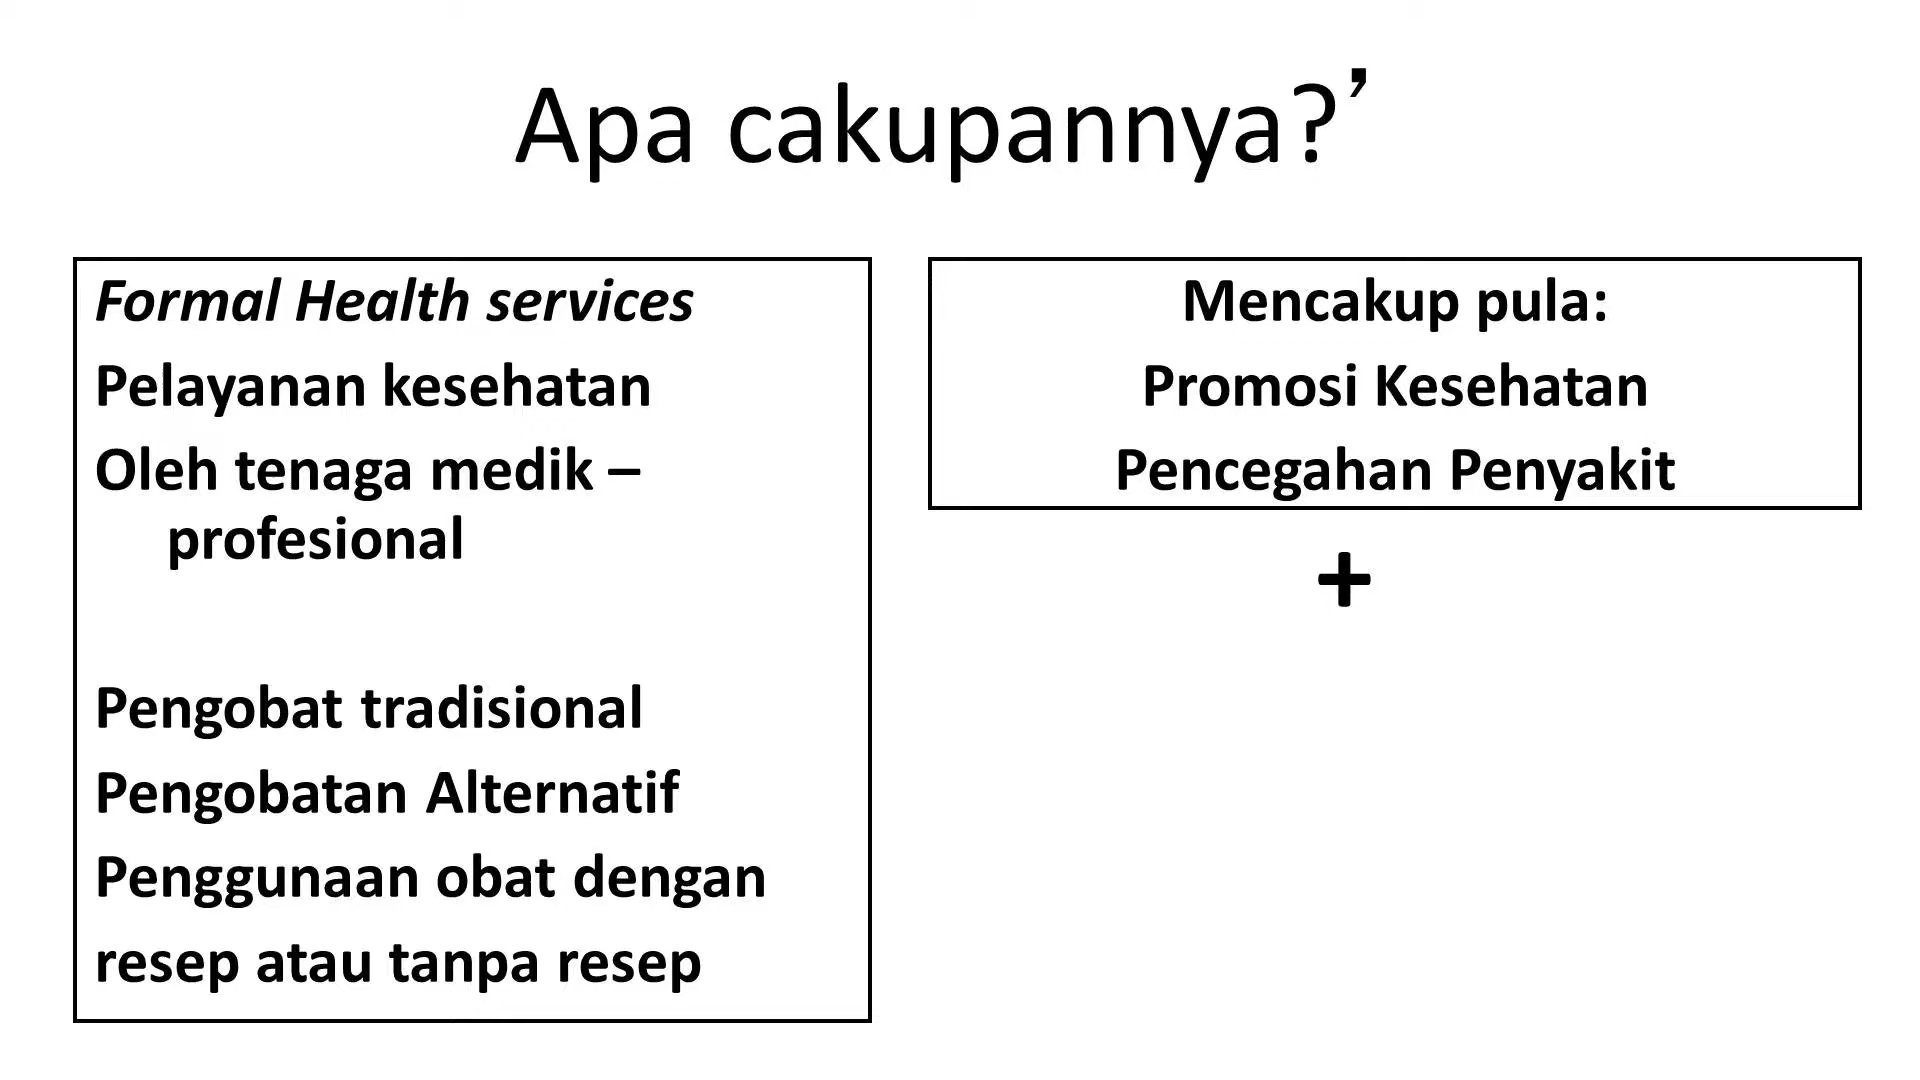 Apa cakupannya?’
Formal Health services
Pelayanan kesehatan
Oleh tenaga medik –
profesional
Pengobat tradisional
Pengobatan Alternatif
Penggunaan obat dengan
resep atau tanpa resep
Mencakup pula:
Promosi Kesehatan
Pencegahan Penyakit
+